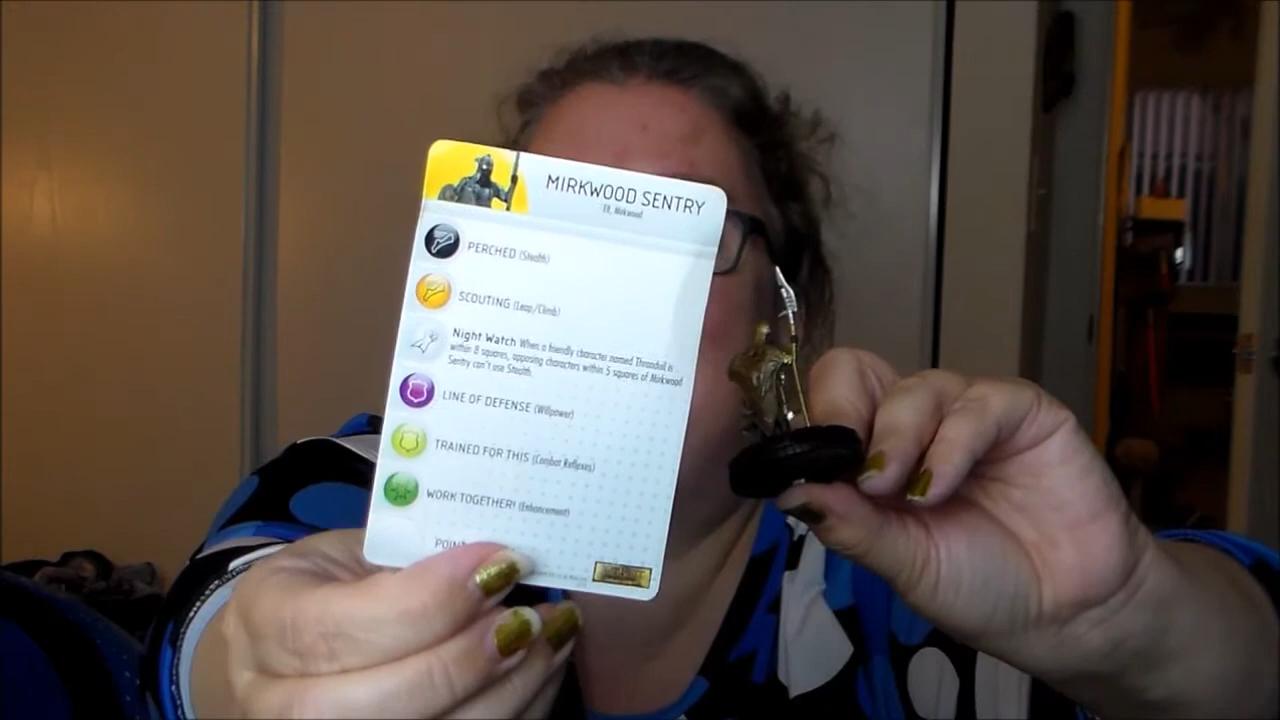 MIRKWOOD SENTRY
Elf, Mirkwood
PERCHED (Stealth)
SCOUTING (Leap/Climb)
Night Watch When a friendly character named Thranduil is
within 8 squares, opposing characters within 5 squares of Mirkwood
Sentry can't use Stealth.
LINE OF DEFENSE (Willpower)
TRAINED FOR THIS (Combat Reflexes)
WORK TOGETHER! (Enhancement)